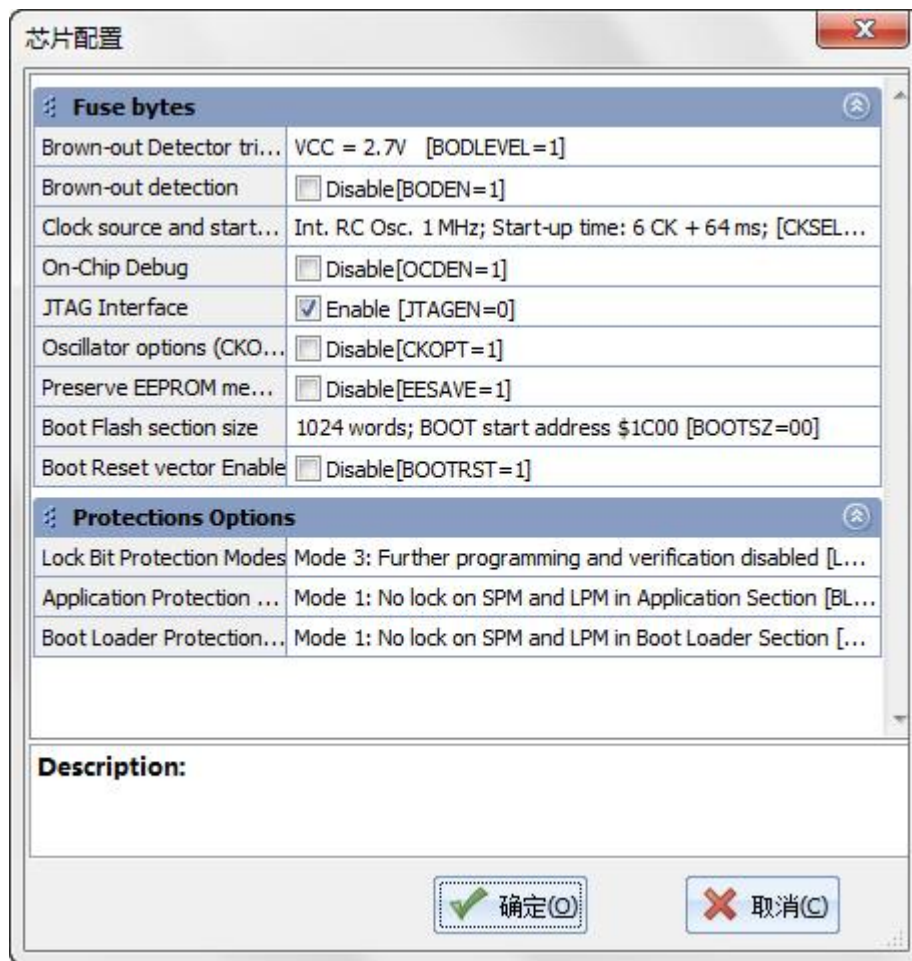 芯片配置
Fuse bytes
Brown-out Detector tri... VCC = 2.7V [BODLEVEL=1]
Brown-out detection Disable[BODEN=1]
Clock source and start... Int. RC Osc. 1 MHz; Start-up time: 6 CK + 64 ms; [CKSEL...
On-Chip Debug Disable[OCDEN=1]
JTAG Interface Enable [JTAGEN=0]
Oscillator options (CKO... Disable[CKOPT=1]
Preserve EEPROM me... Disable[EESAVE=1]
Boot Flash section size 1024 words; BOOT start address $1C00 [BOOTSZ=00]
Boot Reset vector Enable Disable[BOOTRST=1]
Protections Options
Lock Bit Protection Modes Mode 3: Further programming and verification disabled [L...
Application Protection ... Mode 1: No lock on SPM and LPM in Application Section [BL...
Boot Loader Protection... Mode 1: No lock on SPM and LPM in Boot Loader Section [...
Description:
确定(O) 取消(C)